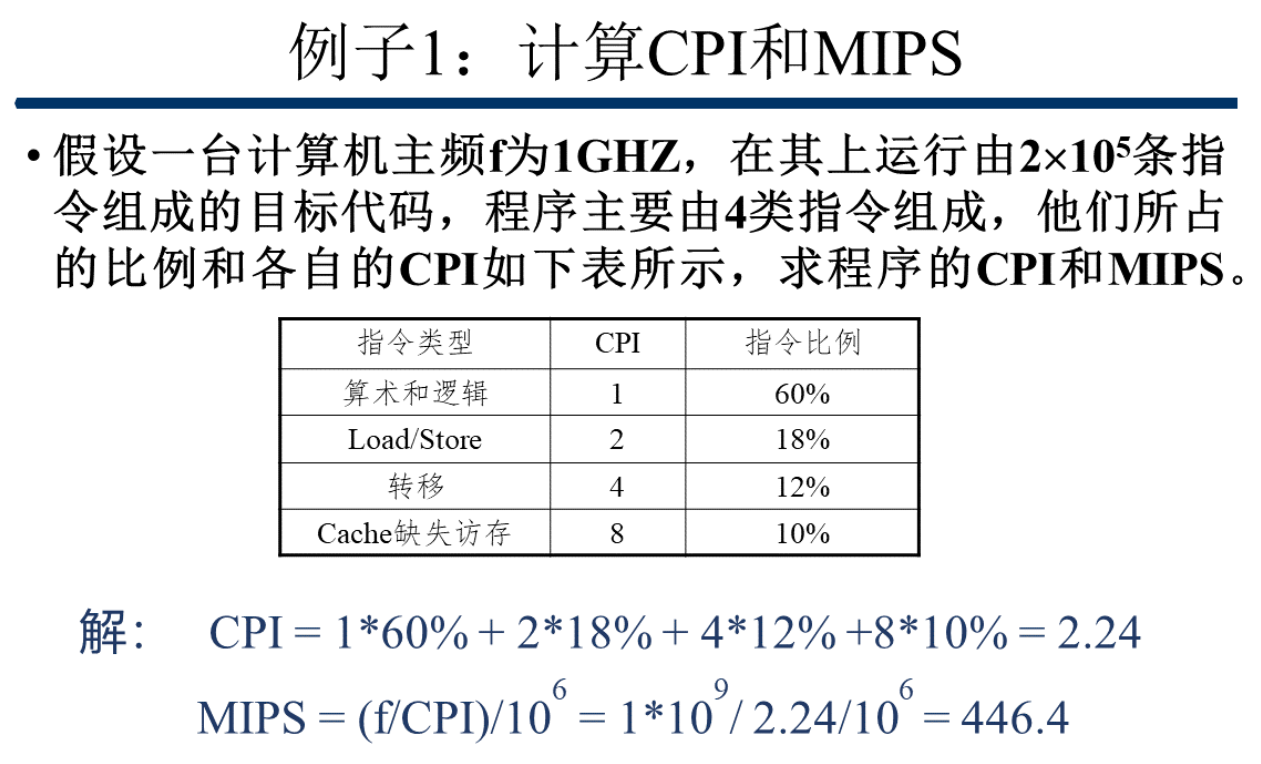 例子1：计算CPI和MIPS
• 假设一台计算机主频f为1GHZ，在其上运行由2×10⁵条指
令组成的目标代码，程序主要由4类指令组成，他们所占
的比例和各自的CPI如下表所示，求程序的CPI和MIPS。
指令类型 CPI 指令比例
算术和逻辑 1 60%
Load/Store 2 18%
转移 4 12%
Cache缺失访存 8 10%
解： CPI = 1*60% + 2*18% + 4*12% +8*10% = 2.24
MIPS = (f/CPI)/10⁶ = 1*10⁹/ 2.24/10⁶ = 446.4